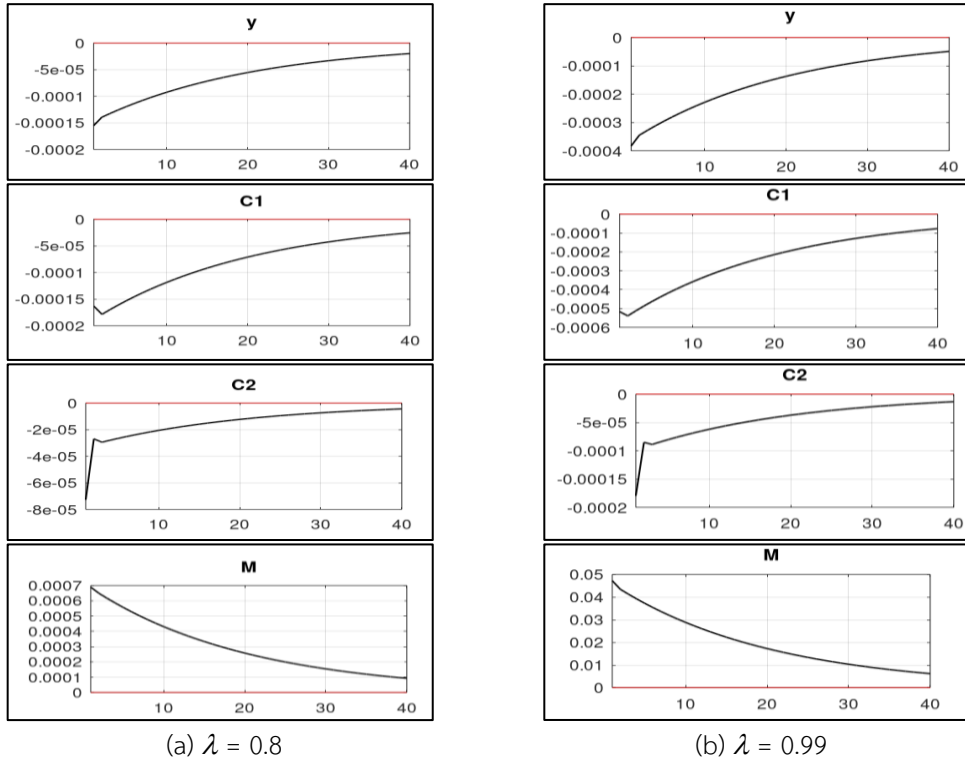 y
0
-5e-05
-0.0001
-0.00015
-0.0002
10 20 30 40
C1
0
-5e-05
-0.0001
-0.00015
-0.0002
10 20 30 40
C2
0
-2e-05
-4e-05
-6e-05
-8e-05
10 20 30 40
M
0.0007
0.0006
0.0005
0.0004
0.0003
0.0002
0.0001
0
10 20 30 40
(a) λ = 0.8
y
0
-0.0001
-0.0002
-0.0003
-0.0004
10 20 30 40
C1
0
-0.0001
-0.0002
-0.0003
-0.0004
-0.0005
-0.0006
10 20 30 40
C2
0
-5e-05
-0.0001
-0.00015
-0.0002
10 20 30 40
M
0.05
0.04
0.03
0.02
0.01
0
10 20 30 40
(b) λ = 0.99